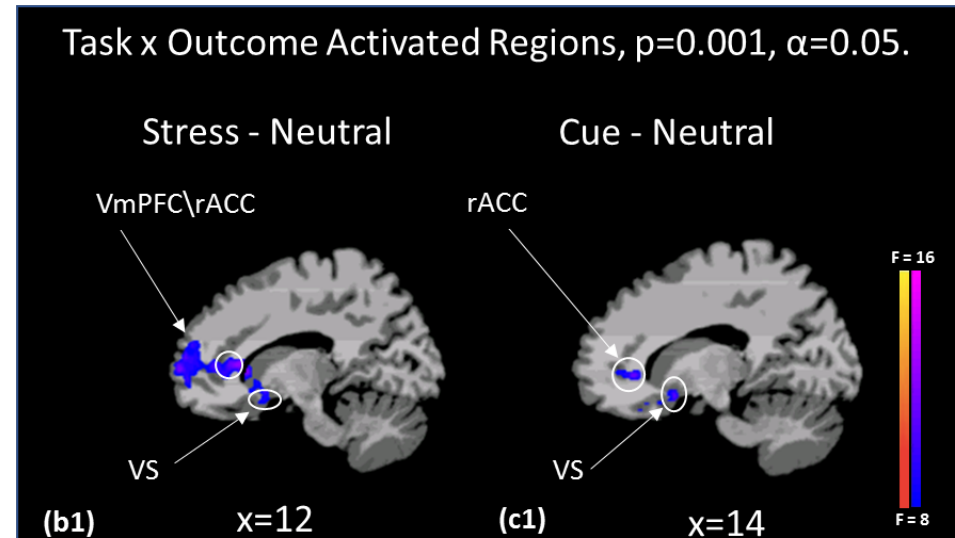 Task x Outcome Activated Regions, p=0.001, α=0.05.
Stress - Neutral
Cue - Neutral
VmPFC\rACC
rACC
F = 16
VS
VS
F = 8
(b1)
x=12
(c1)
x=14